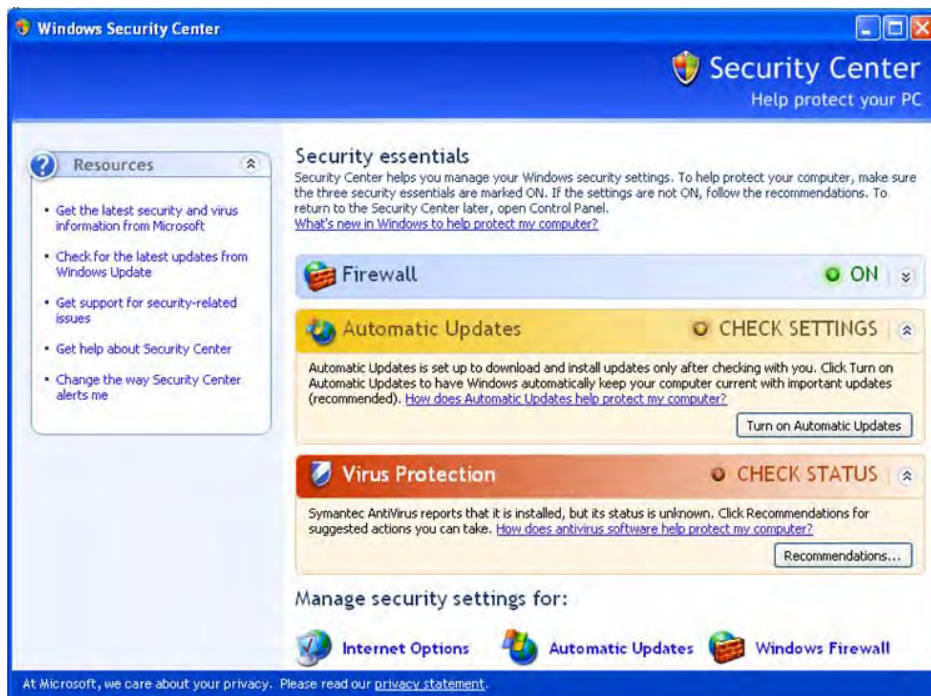 Windows Security Center
Security Center
Help protect your PC
Resources
• Get the latest security and virus
information from Microsoft
• Check for the latest updates from
Windows Update
• Get support for security-related
issues
• Get help about Security Center
• Change the way Security Center
alerts me
Security essentials
Security Center helps you manage your Windows security settings. To help protect your computer, make sure
the three security essentials are marked ON. If the settings are not ON, follow the recommendations. To
return to the Security Center later, open Control Panel.
What's new in Windows to help protect my computer?
Firewall ON
Automatic Updates CHECK SETTINGS
Automatic Updates is set up to download and install updates only after checking with you. Click Turn on
Automatic Updates to have Windows automatically keep your computer current with important updates
(recommended). How does Automatic Updates help protect my computer?
Turn on Automatic Updates
Virus Protection CHECK STATUS
Symantec AntiVirus reports that it is installed, but its status is unknown. Click Recommendations for
suggested actions you can take. How does antivirus software help protect my computer?
Recommendations...
Manage security settings for:
Internet Options Automatic Updates Windows Firewall
At Microsoft, we care about your privacy. Please read our privacy statement.